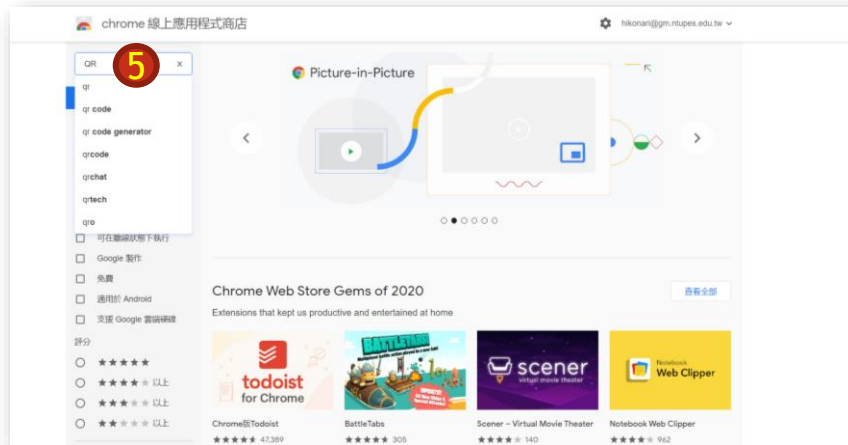 chrome 線上應用程式商店
hikonari@gm.ntupes.edu.tw
QR
5
qr
qr code
qr code generator
qrcode
qrchat
qrtech
qro
可在離線狀態下執行
Google 製作
免費
適用於 Android
支援 Google 雲端硬碟
評分
以上
以上
以上
Picture-in-Picture
Chrome Web Store Gems of 2020
查看全部
Extensions that kept us productive and entertained at home
todoist
for Chrome
BATTLETABS
UPDATE!
scener
virtual movie theater
Notebook
Web Clipper
Chrome版Todoist
BattleTabs
Scener – Virtual Movie Theater
Notebook Web Clipper
47,389
305
140
962